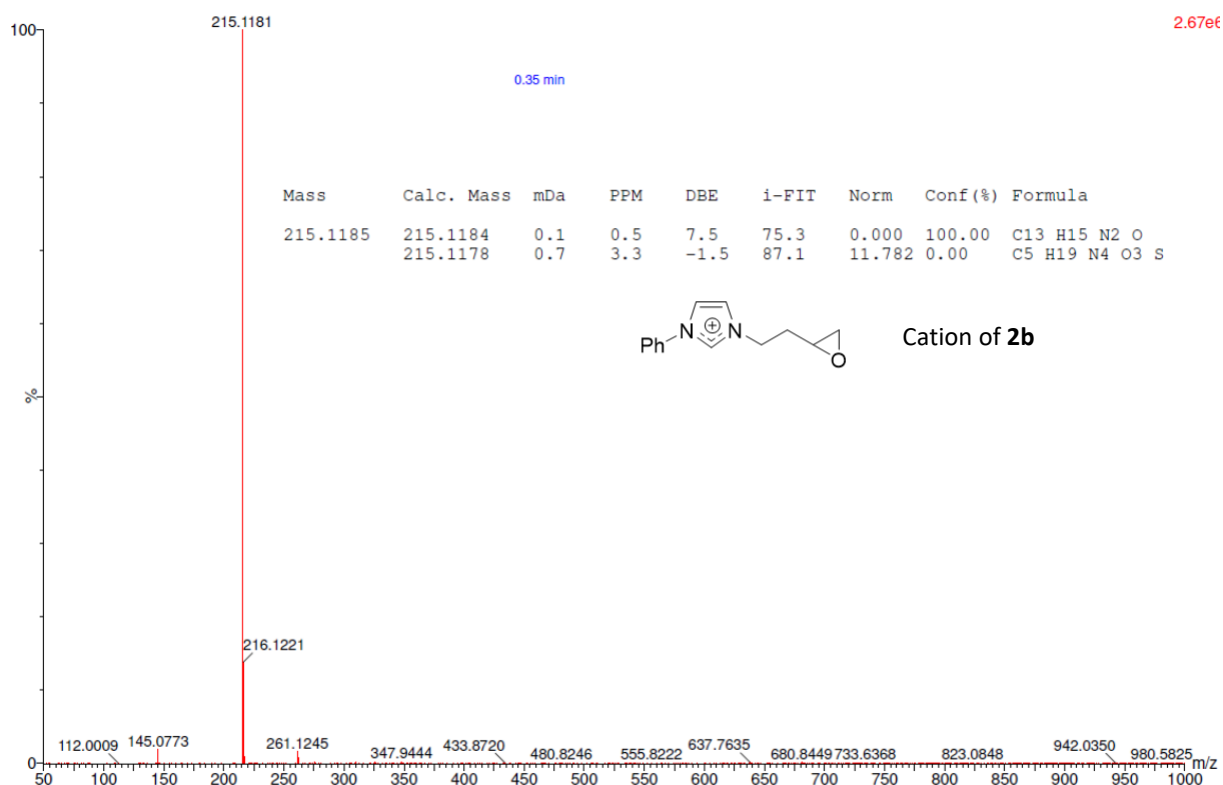 215.1181
100
2.67e6
0.35 min
Mass Calc. Mass mDa PPM DBE i-FIT Norm Conf(%) Formula
215.1185 215.1184 0.1 0.5 7.5 75.3 0.000 100.00 C13 H15 N2 O
215.1178 0.7 3.3 -1.5 87.1 11.782 0.00 C5 H19 N4 O3 S
Ph N + N O
Cation of 2b
%
216.1221
112.0009 145.0773 261.1245 347.9444 433.8720 480.8246 555.8222 637.7635 680.8449 733.6368 823.0848 942.0350 980.5825
0
m/z
50 100 150 200 250 300 350 400 450 500 550 600 650 700 750 800 850 900 950 1000